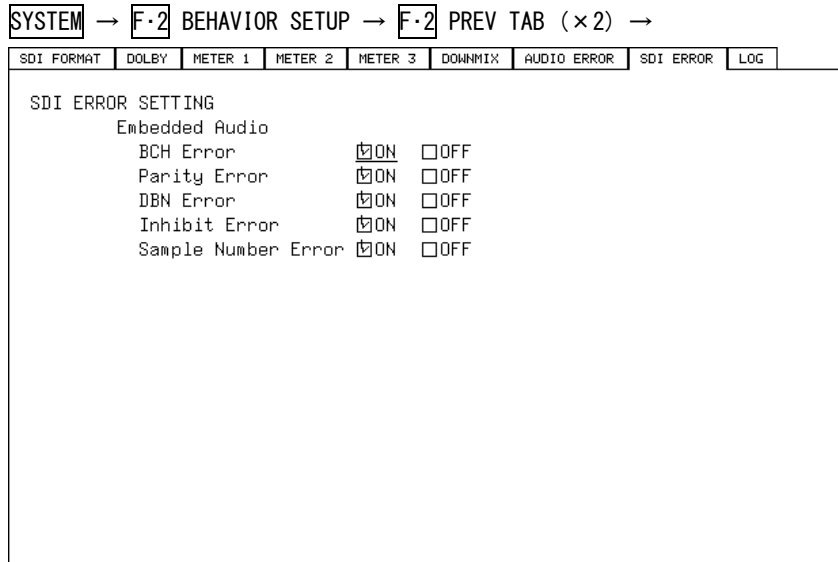 SYSTEM → F·2 BEHAVIOR SETUP → F·2 PREV TAB (×2) →
SDI FORMAT DOLBY METER 1 METER 2 METER 3 DOWNMIX AUDIO ERROR SDI ERROR LOG
SDI ERROR SETTING
Embedded Audio
BCH Error ☑ON ☐OFF
Parity Error ☑ON ☐OFF
DBN Error ☑ON ☐OFF
Inhibit Error ☑ON ☐OFF
Sample Number Error ☑ON ☐OFF